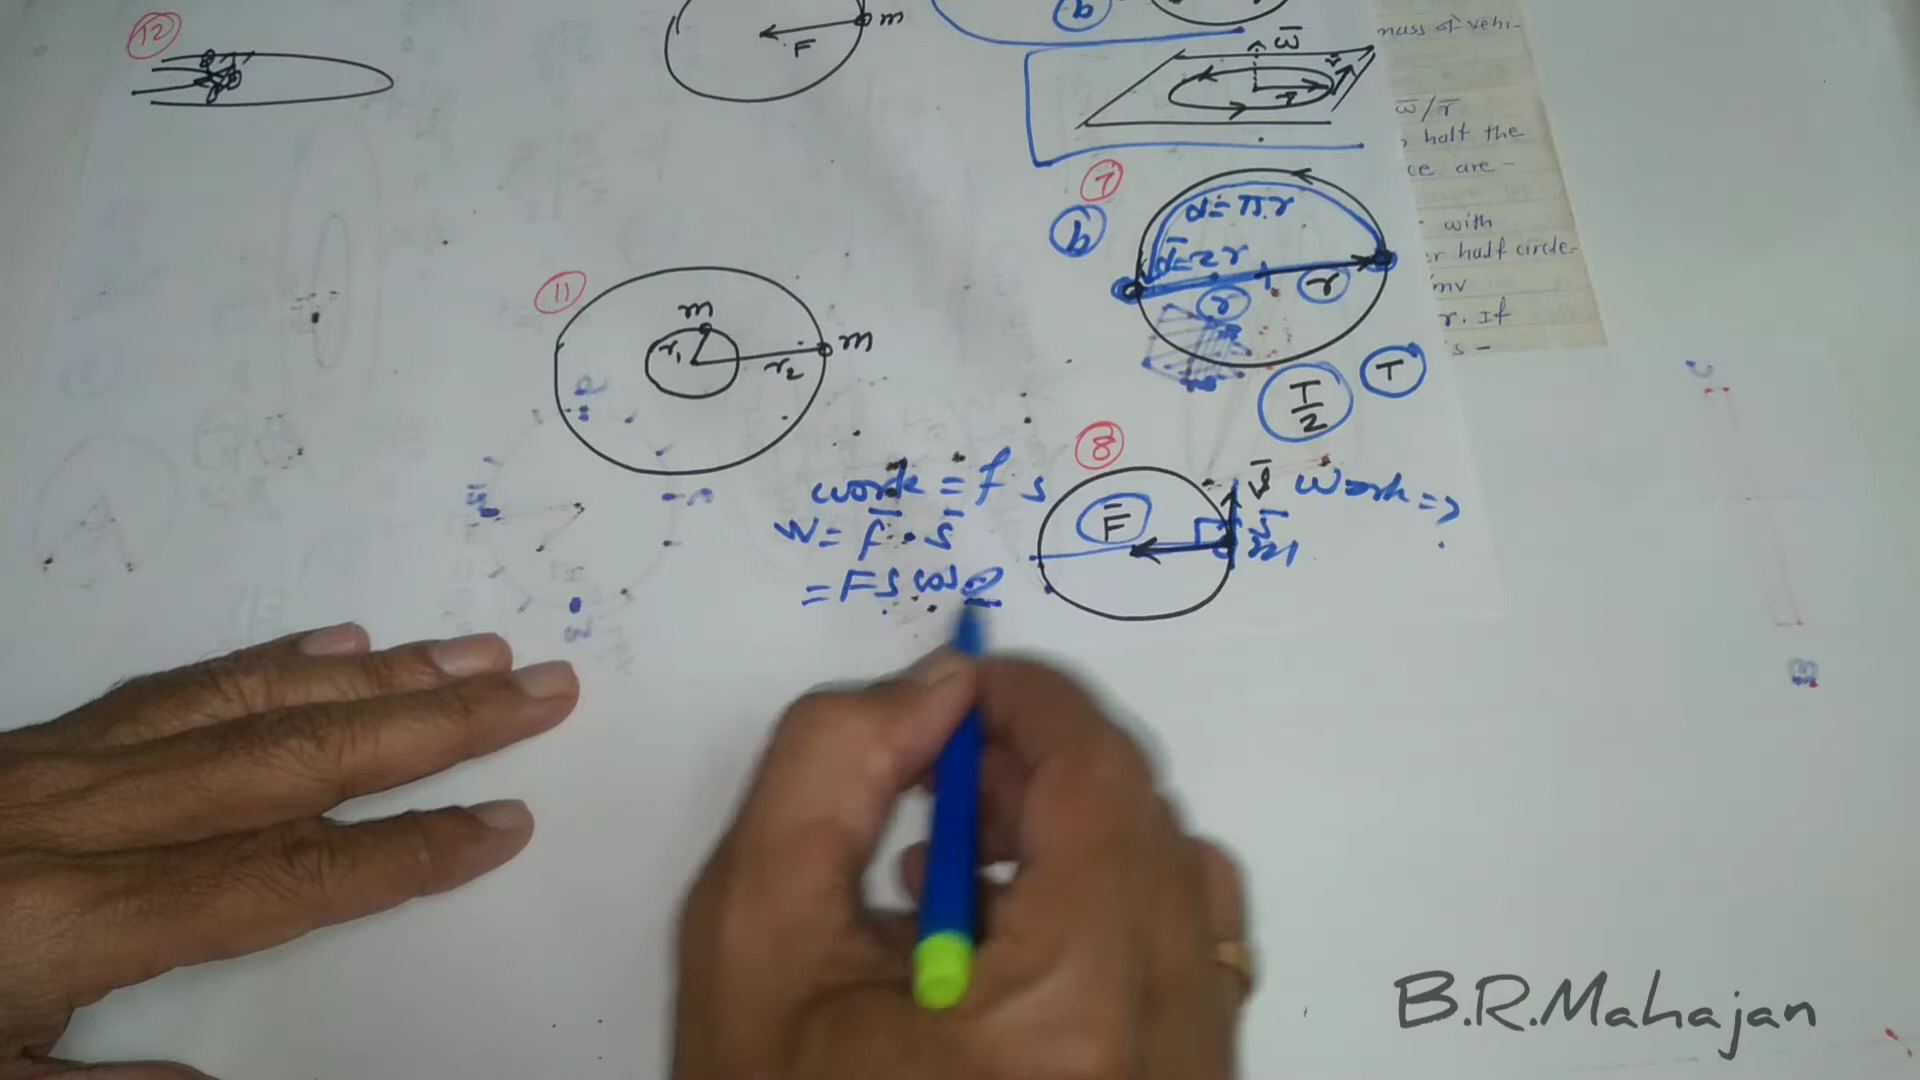 12
F
m
b
ω̄
mass of vehi-
ω̄/r̄
half the
ce are-
with
r half circle-
mv
r. If
s-
7
b
d = πr
d̄=2r
r
r
T/2
T
11
m
r₁
r₂
m
8
work = f s
W = f̄ · s̄
= F s cos θ
F̄
v̄
s̄
m
Work = ?
B.R.Mahajan